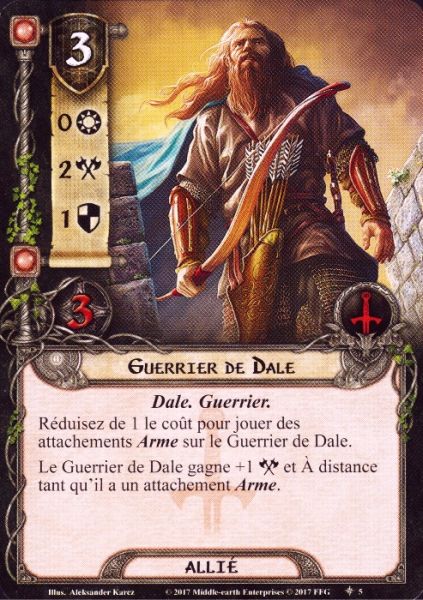 3
0
2
1
3
Guerrier de Dale
Dale. Guerrier.
Réduisez de 1 le coût pour jouer des
attachements Arme sur le Guerrier de Dale.
Le Guerrier de Dale gagne +1 et À distance
tant qu'il a un attachement Arme.
ALLIÉ
Illus. Aleksander Karcz © 2017 Middle-earth Enterprises © 2017 FFG 5